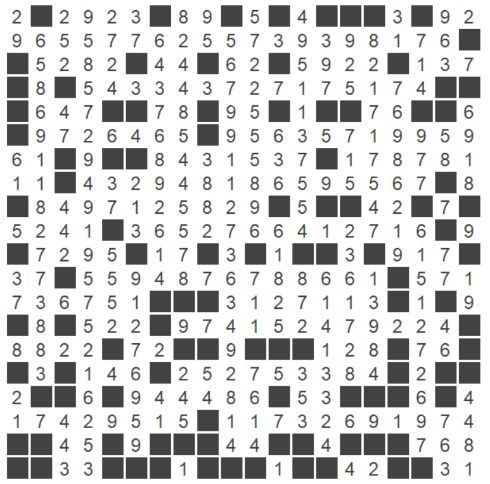 2 2 9 2 3 8 9 5 4 3 9 2
9 6 5 5 7 7 6 2 5 5 7 3 9 3 9 8 1 7 6
5 2 8 2 4 4 6 2 5 9 2 2 1 3 7
8 5 4 3 3 4 3 7 2 7 1 7 5 1 7 4
6 4 7 7 8 9 5 1 7 6 6
9 7 2 6 4 6 5 9 5 6 3 5 7 1 9 9 5 9
6 1 9 8 4 3 1 5 3 7 1 7 8 7 8 1
1 1 4 3 2 9 4 8 1 8 6 5 9 5 5 6 7 8
8 4 9 7 1 2 5 8 2 9 5 4 2 7
5 2 4 1 3 6 5 2 7 6 6 4 1 2 7 1 6 9
7 2 9 5 1 7 3 1 3 9 1 7
3 7 5 5 9 4 8 7 6 7 8 8 6 6 1 5 7 1
7 3 6 7 5 1 3 1 2 7 1 1 3 1 9
8 5 2 2 9 7 4 1 5 2 4 7 9 2 2 4
8 8 2 2 7 2 9 1 2 8 7 6
3 1 4 6 2 5 2 7 5 3 3 8 4 2
2 6 9 4 4 4 8 6 5 3 6 4
1 7 4 2 9 5 1 5 1 1 7 3 2 6 9 1 9 7 4
4 5 9 4 4 4 7 6 8
3 3 1 1 4 2 3 1